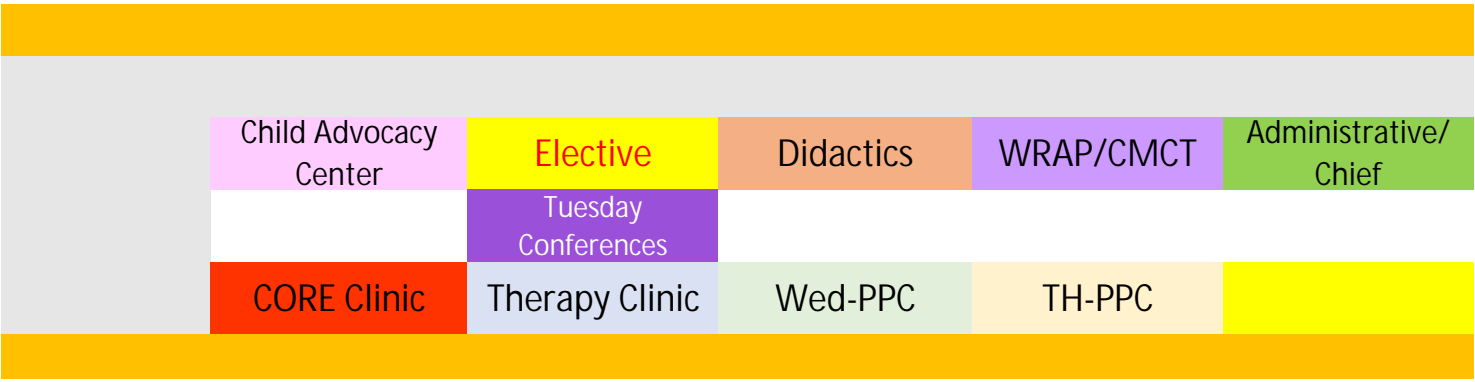 Child Advocacy
Center
Elective
Didactics
WRAP/CMCT
Administrative/
Chief
Tuesday
Conferences
CORE Clinic
Therapy Clinic
Wed-PPC
TH-PPC